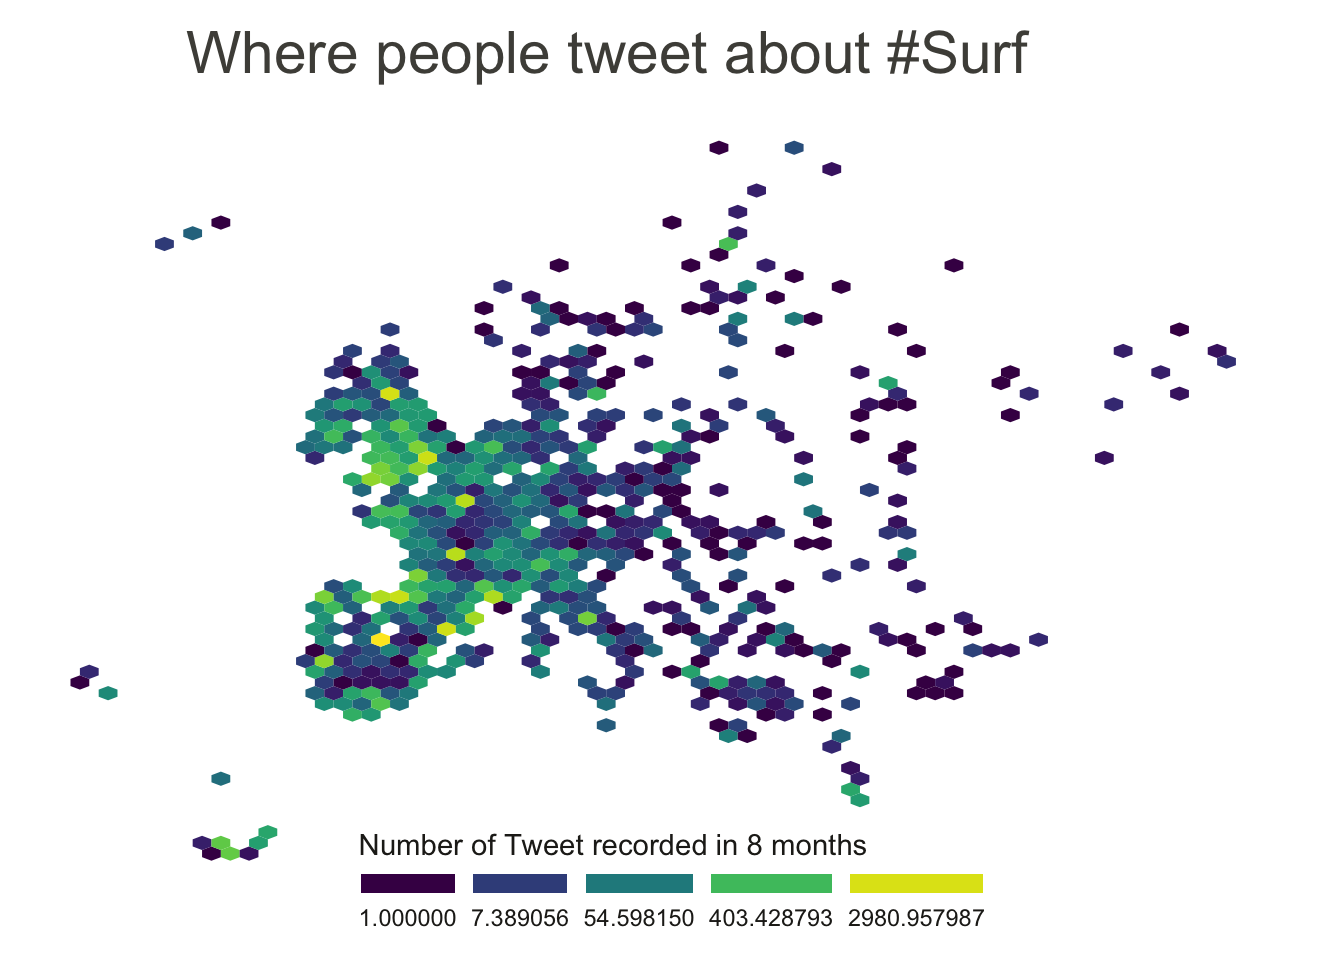 Where people tweet about #Surf
Number of Tweet recorded in 8 months
1.000000 7.389056 54.598150 403.428793 2980.957987